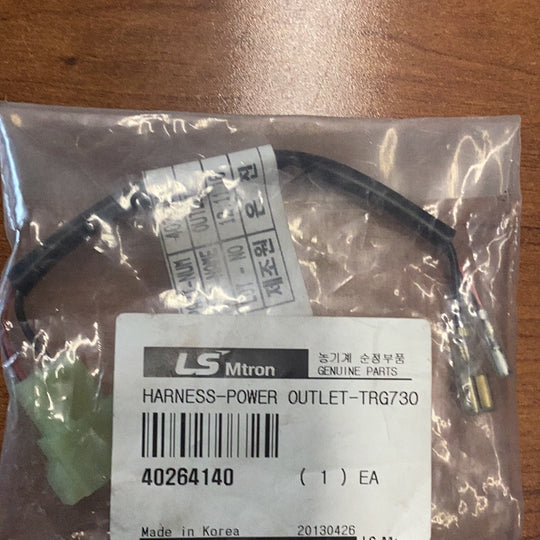 LS Mtron
농기계 순정부품
GENUINE PARTS
HARNESS-POWER OUTLET-TRG730
40264140 ( 1 ) EA
Made in Korea 20130426
제조원